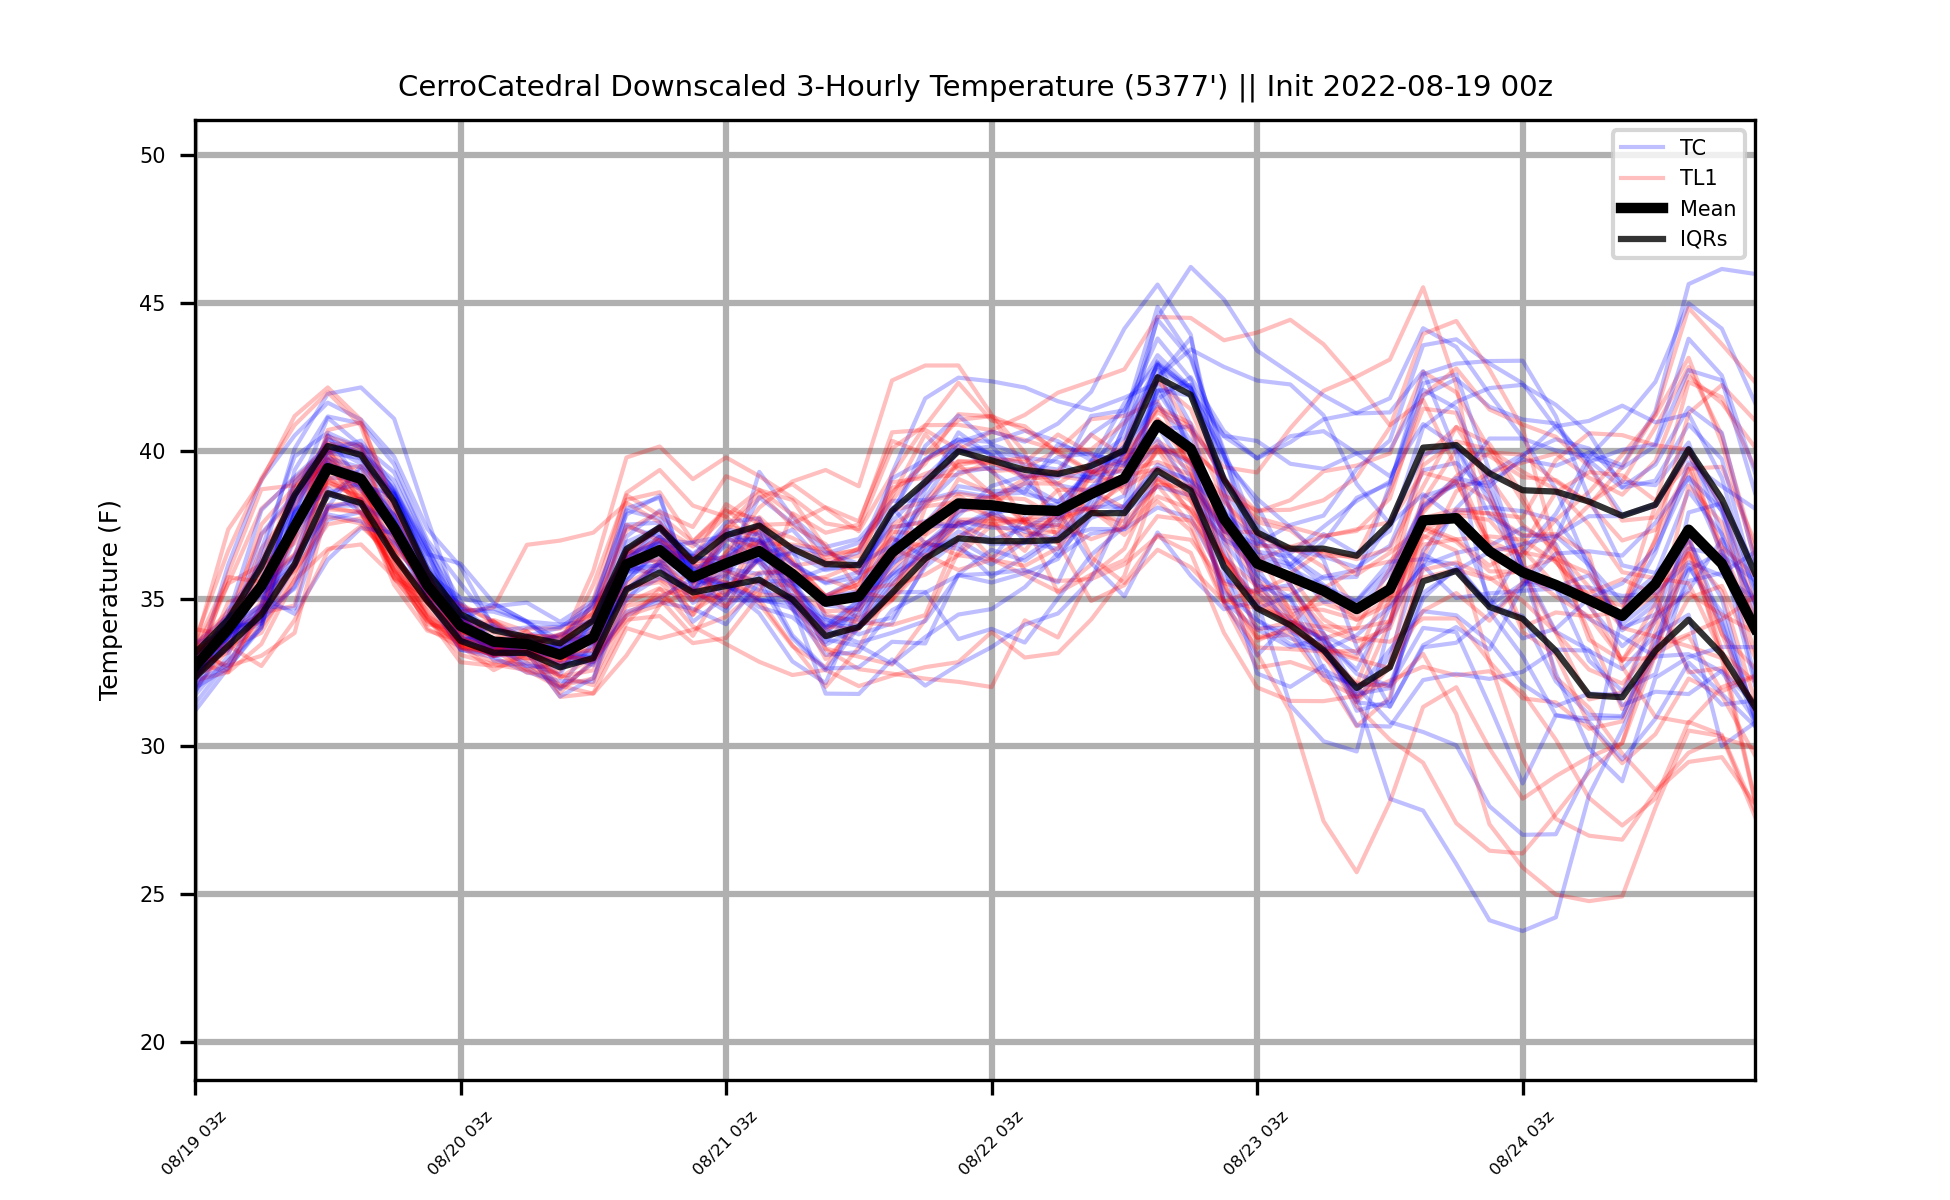 CerroCatedral Downscaled 3-Hourly Temperature (5377') || Init 2022-08-19 00z
TC
TL1
Mean
IQRs
Temperature (F)
50
45
40
35
30
25
20
08/19 03z
08/20 03z
08/21 03z
08/22 03z
08/23 03z
08/24 03z